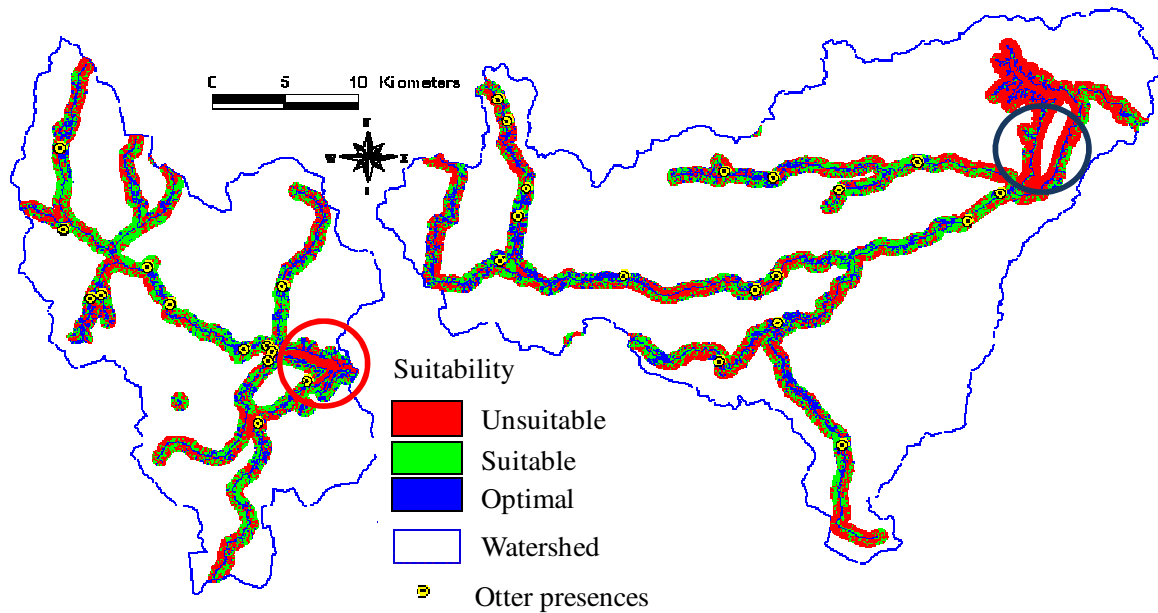 0 5 10 Kilometers
N
W E
S
Suitability
Unsuitable
Suitable
Optimal
Watershed
Otter presences